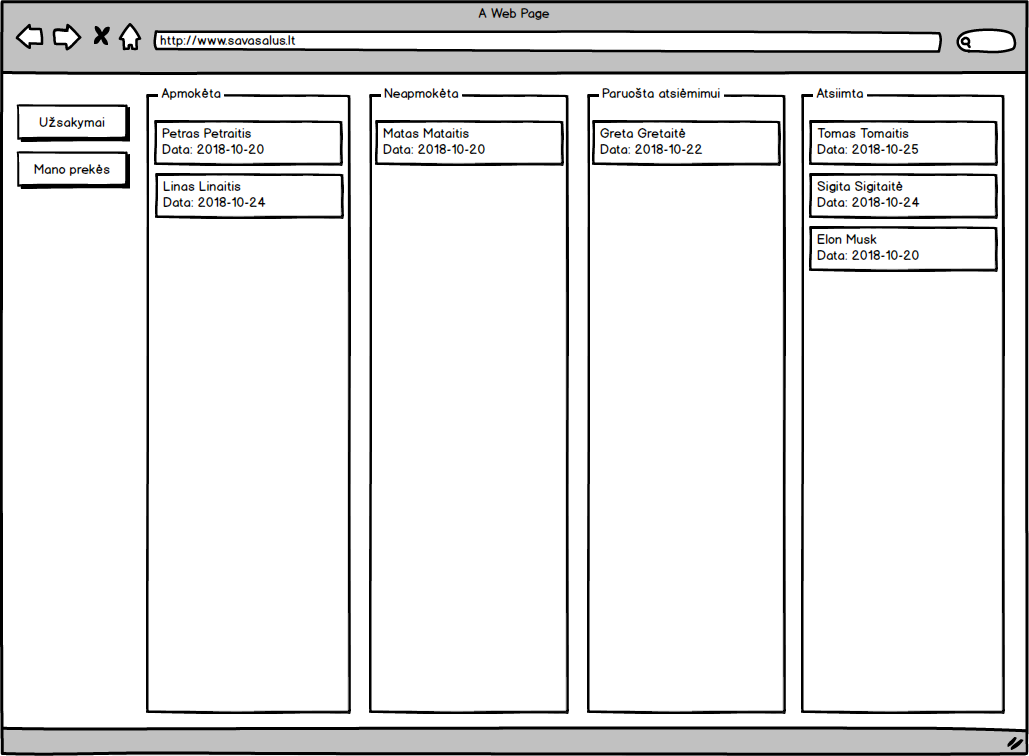 A Web Page
http://www.savasalus.lt
Užsakymai
Mano prekės
Apmokėta
Petras Petraitis
Data: 2018-10-20
Linas Linaitis
Data: 2018-10-24
Neapmokėta
Matas Mataitis
Data: 2018-10-20
Paruošta atsiėmimui
Greta Gretaitė
Data: 2018-10-22
Atsiimta
Tomas Tomaitis
Data: 2018-10-25
Sigita Sigitaitė
Data: 2018-10-24
Elon Musk
Data: 2018-10-20